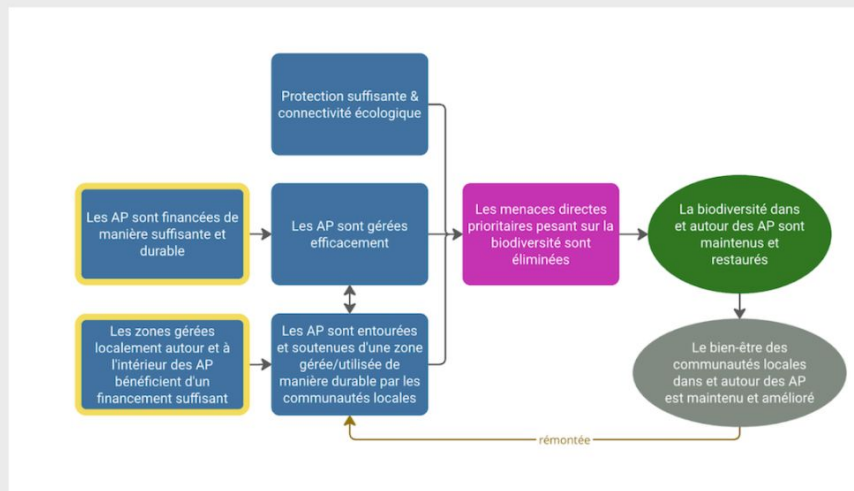 Protection suffisante &
connectivité écologique
Les AP sont financées de
manière suffisante et
durable
Les AP sont gérées
efficacement
Les menaces directes
prioritaires pesant sur la
biodiversité sont
éliminées
La biodiversité dans
et autour des AP sont
maintenus et
restaurés
Les zones gérées
localement autour et à
l'intérieur des AP
bénéficient d'un
financement suffisant
Les AP sont entourées
et soutenues d'une zone
gérée/utilisée de
manière durable par les
communautés locales
Le bien-être des
communautés locales
dans et autour des AP
est maintenu et amélioré
rémontée